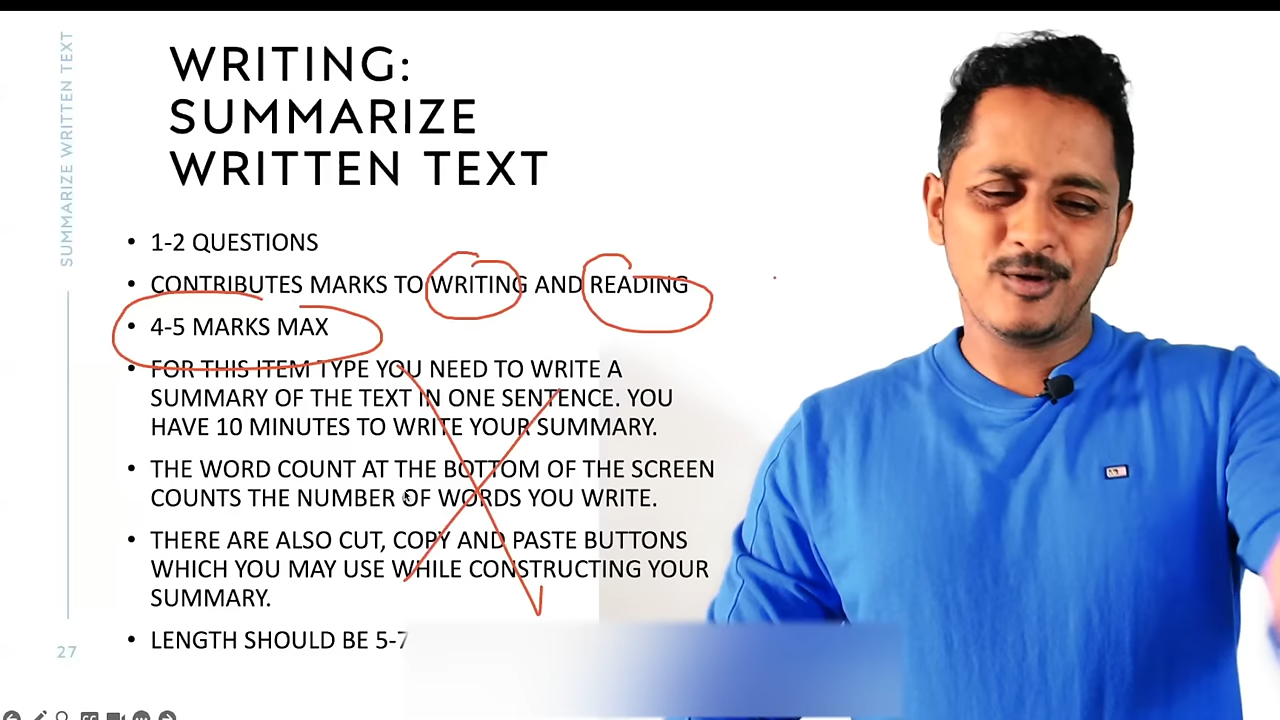 SUMMARIZE WRITTEN TEXT
WRITING:
SUMMARIZE
WRITTEN TEXT
• 1-2 QUESTIONS
• CONTRIBUTES MARKS TO WRITING AND READING
• 4-5 MARKS MAX
• FOR THIS ITEM TYPE YOU NEED TO WRITE A
SUMMARY OF THE TEXT IN ONE SENTENCE. YOU
HAVE 10 MINUTES TO WRITE YOUR SUMMARY.
• THE WORD COUNT AT THE BOTTOM OF THE SCREEN
COUNTS THE NUMBER OF WORDS YOU WRITE.
• THERE ARE ALSO CUT, COPY AND PASTE BUTTONS
WHICH YOU MAY USE WHILE CONSTRUCTING YOUR
SUMMARY.
• LENGTH SHOULD BE 5-7
27